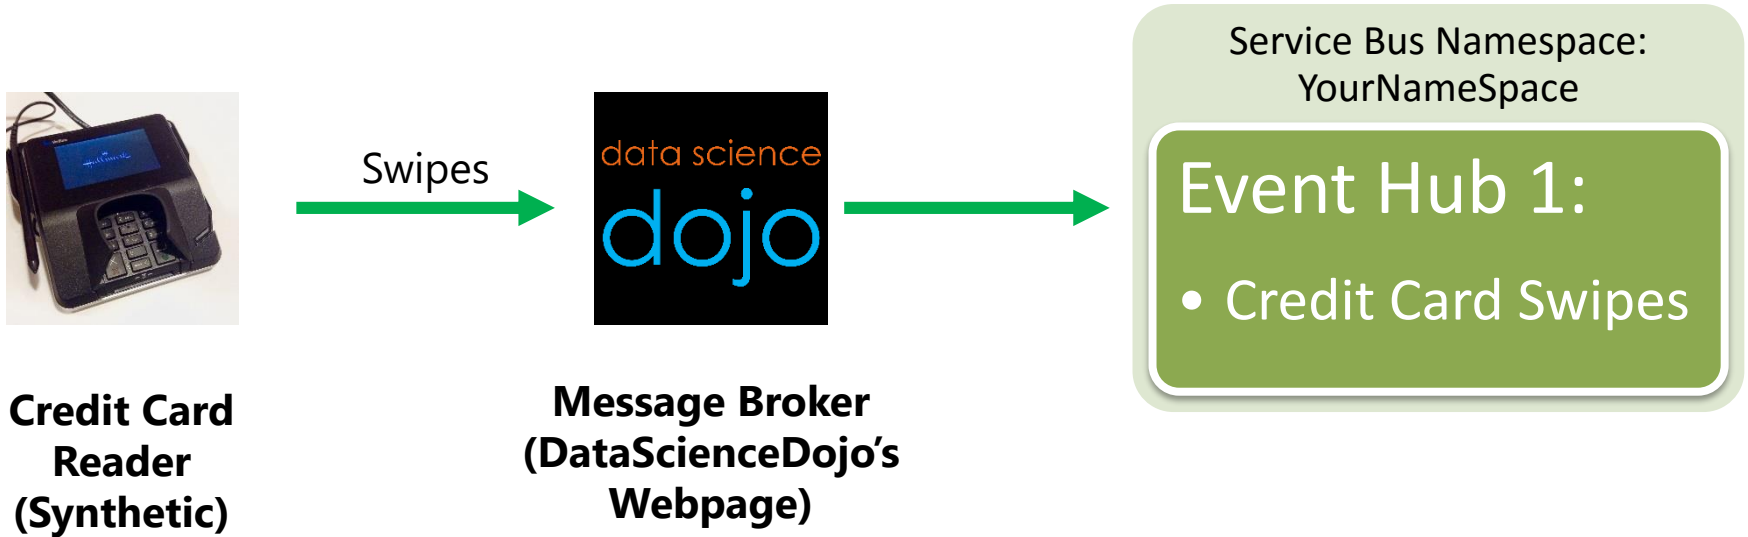 Service Bus Namespace:
YourNameSpace
Swipes
data science
dojo
Event Hub 1:
• Credit Card Swipes
Credit Card
Reader
(Synthetic)
Message Broker
(DataScienceDojo’s
Webpage)